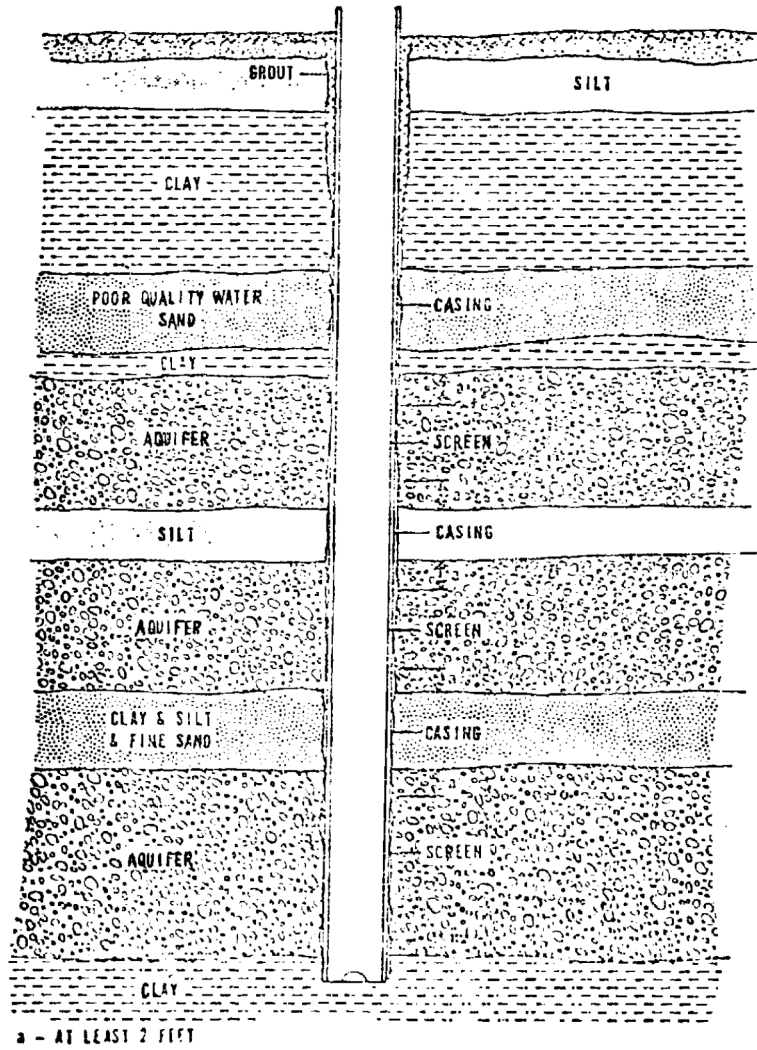 GROUT
SILT
CLAY
POOR QUALITY WATER
SAND
CASING
CLAY
a
AQUIFER
SCREEN
SILT
CASING
AQUIFER
SCREEN
a
CLAY & SILT
& FINE SAND
CASING
a
AQUIFER
SCREEN
CLAY
a - AT LEAST 2 FEET